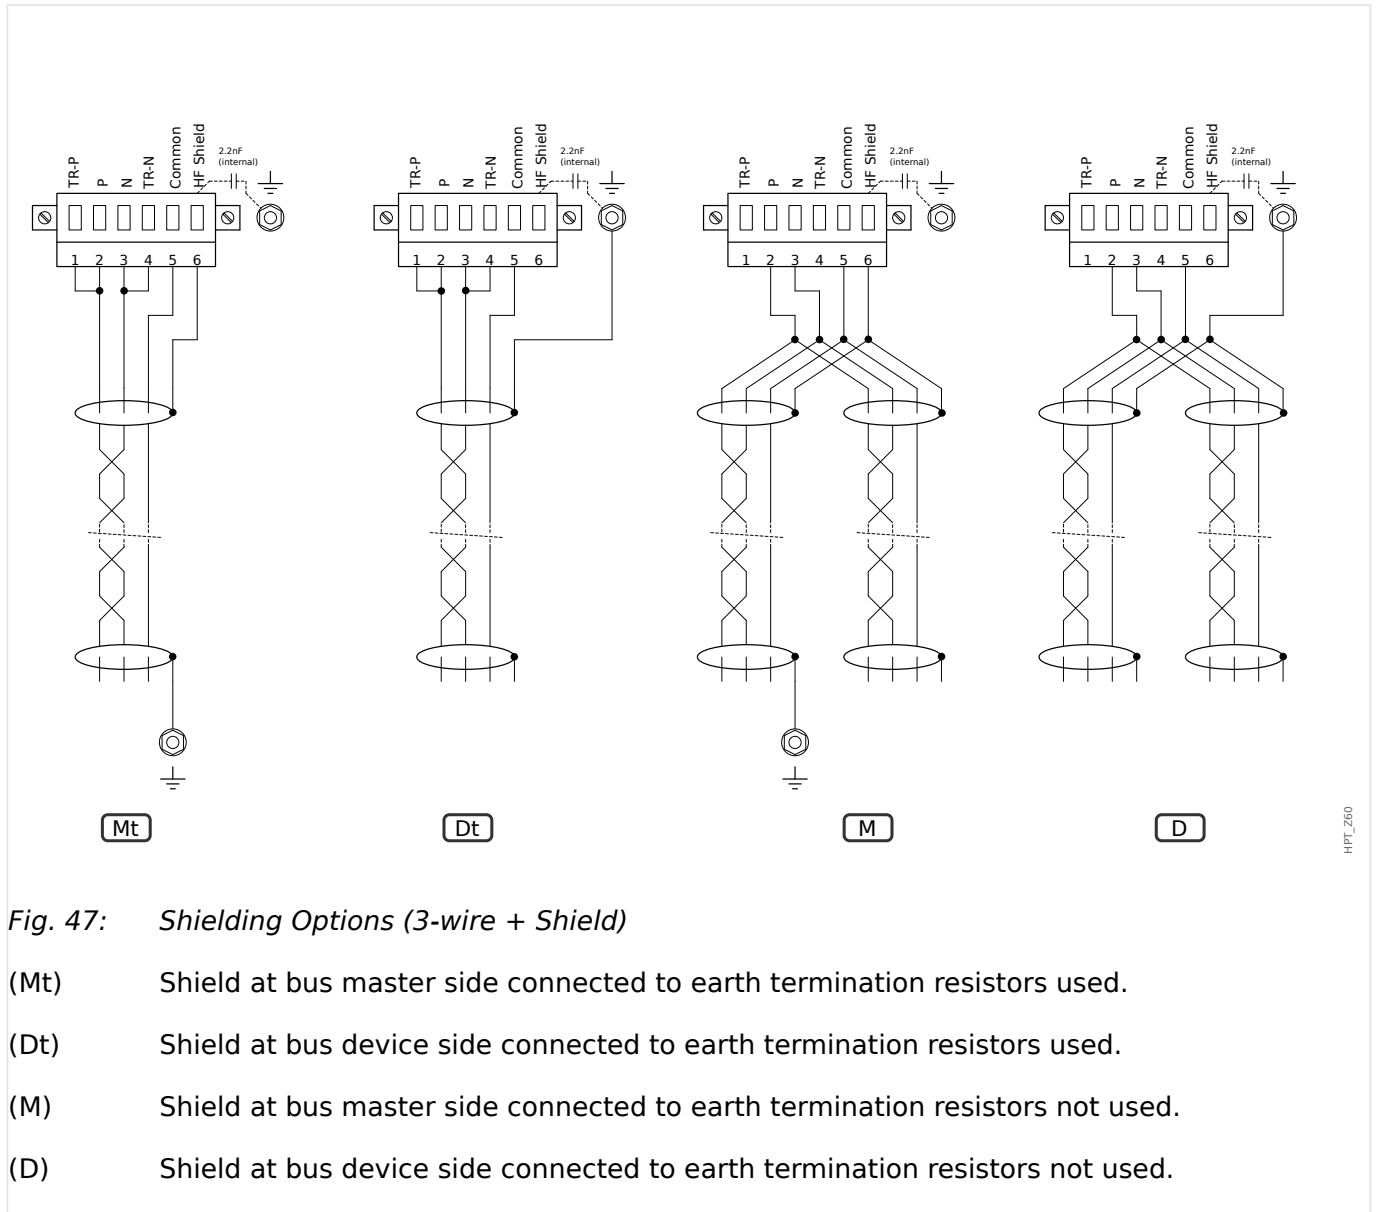 TR-P P N TR-N Common HF Shield 2.2nF (internal)
1 2 3 4 5 6
TR-P P N TR-N Common HF Shield 2.2nF (internal)
1 2 3 4 5 6
TR-P P N TR-N Common HF Shield 2.2nF (internal)
1 2 3 4 5 6
TR-P P N TR-N Common HF Shield 2.2nF (internal)
1 2 3 4 5 6
Mt Dt M D
HPT_Z60
Fig. 47: Shielding Options (3-wire + Shield)
(Mt) Shield at bus master side connected to earth termination resistors used.
(Dt) Shield at bus device side connected to earth termination resistors used.
(M) Shield at bus master side connected to earth termination resistors not used.
(D) Shield at bus device side connected to earth termination resistors not used.